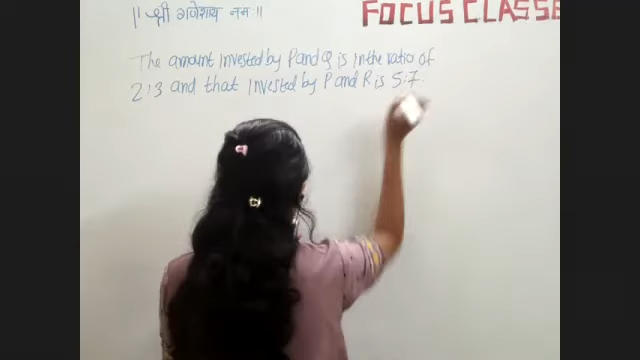 ॥ श्री गणेशाय नमः ॥
FOCUS CLASSE
The amount invested by P and Q is in the ratio of
2:3 and that invested by P and R is 5:7.